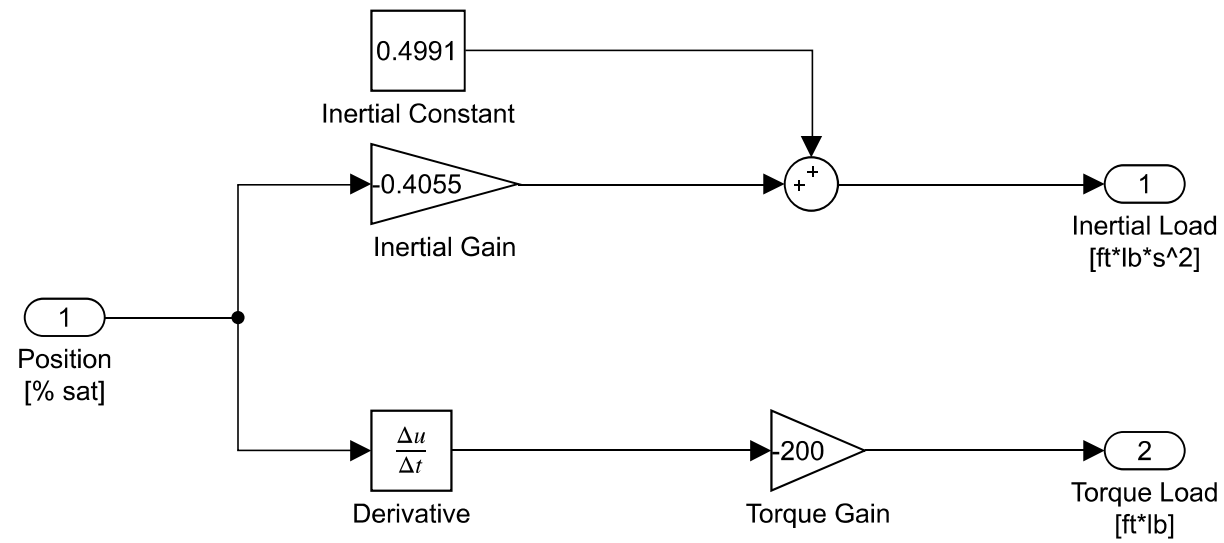 0.4991
Inertial Constant
-0.4055
Inertial Gain
+
+
1
Inertial Load
[ft*lb*s^2]
1
Position
[% sat]
Δu
Δt
Derivative
-200
Torque Gain
2
Torque Load
[ft*lb]